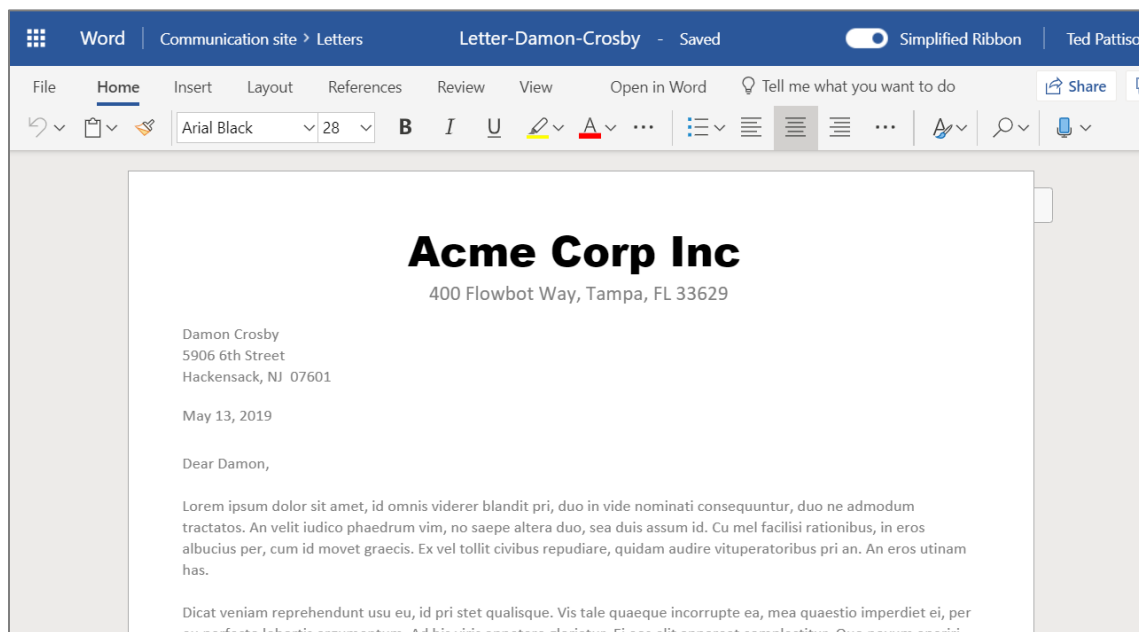 Word Communication site > Letters Letter-Damon-Crosby - Saved Simplified Ribbon Ted
File Home Insert Layout References Review View Open in Word Tell me what you want to do Share
Arial Black 28 B I U A
Acme Corp Inc
400 Flowbot Way, Tampa, FL 33629
Damon Crosby
5906 6th Street
Hackensack, NJ 07601
May 13, 2019
Dear Damon,
Lorem ipsum dolor sit amet, id omnis viderer blandit pri, duo in vide nominati consequuntur, duo ne admodum
tractatos. An velit iudico phaedrum vim, no saepe altera duo, sea duis assum id. Cu mel facilisi rationibus, in eros
albucius per, cum id movet graecis. Ex vel tollit civibus repudiare, quidam audire vituperatoribus pri an. An eros utinam
has.
Dicat veniam reprehendunt usu eu, id pri stet qualisque. Vis tale quaeque incorrupte ea, mea quaestio imperdiet ei, per